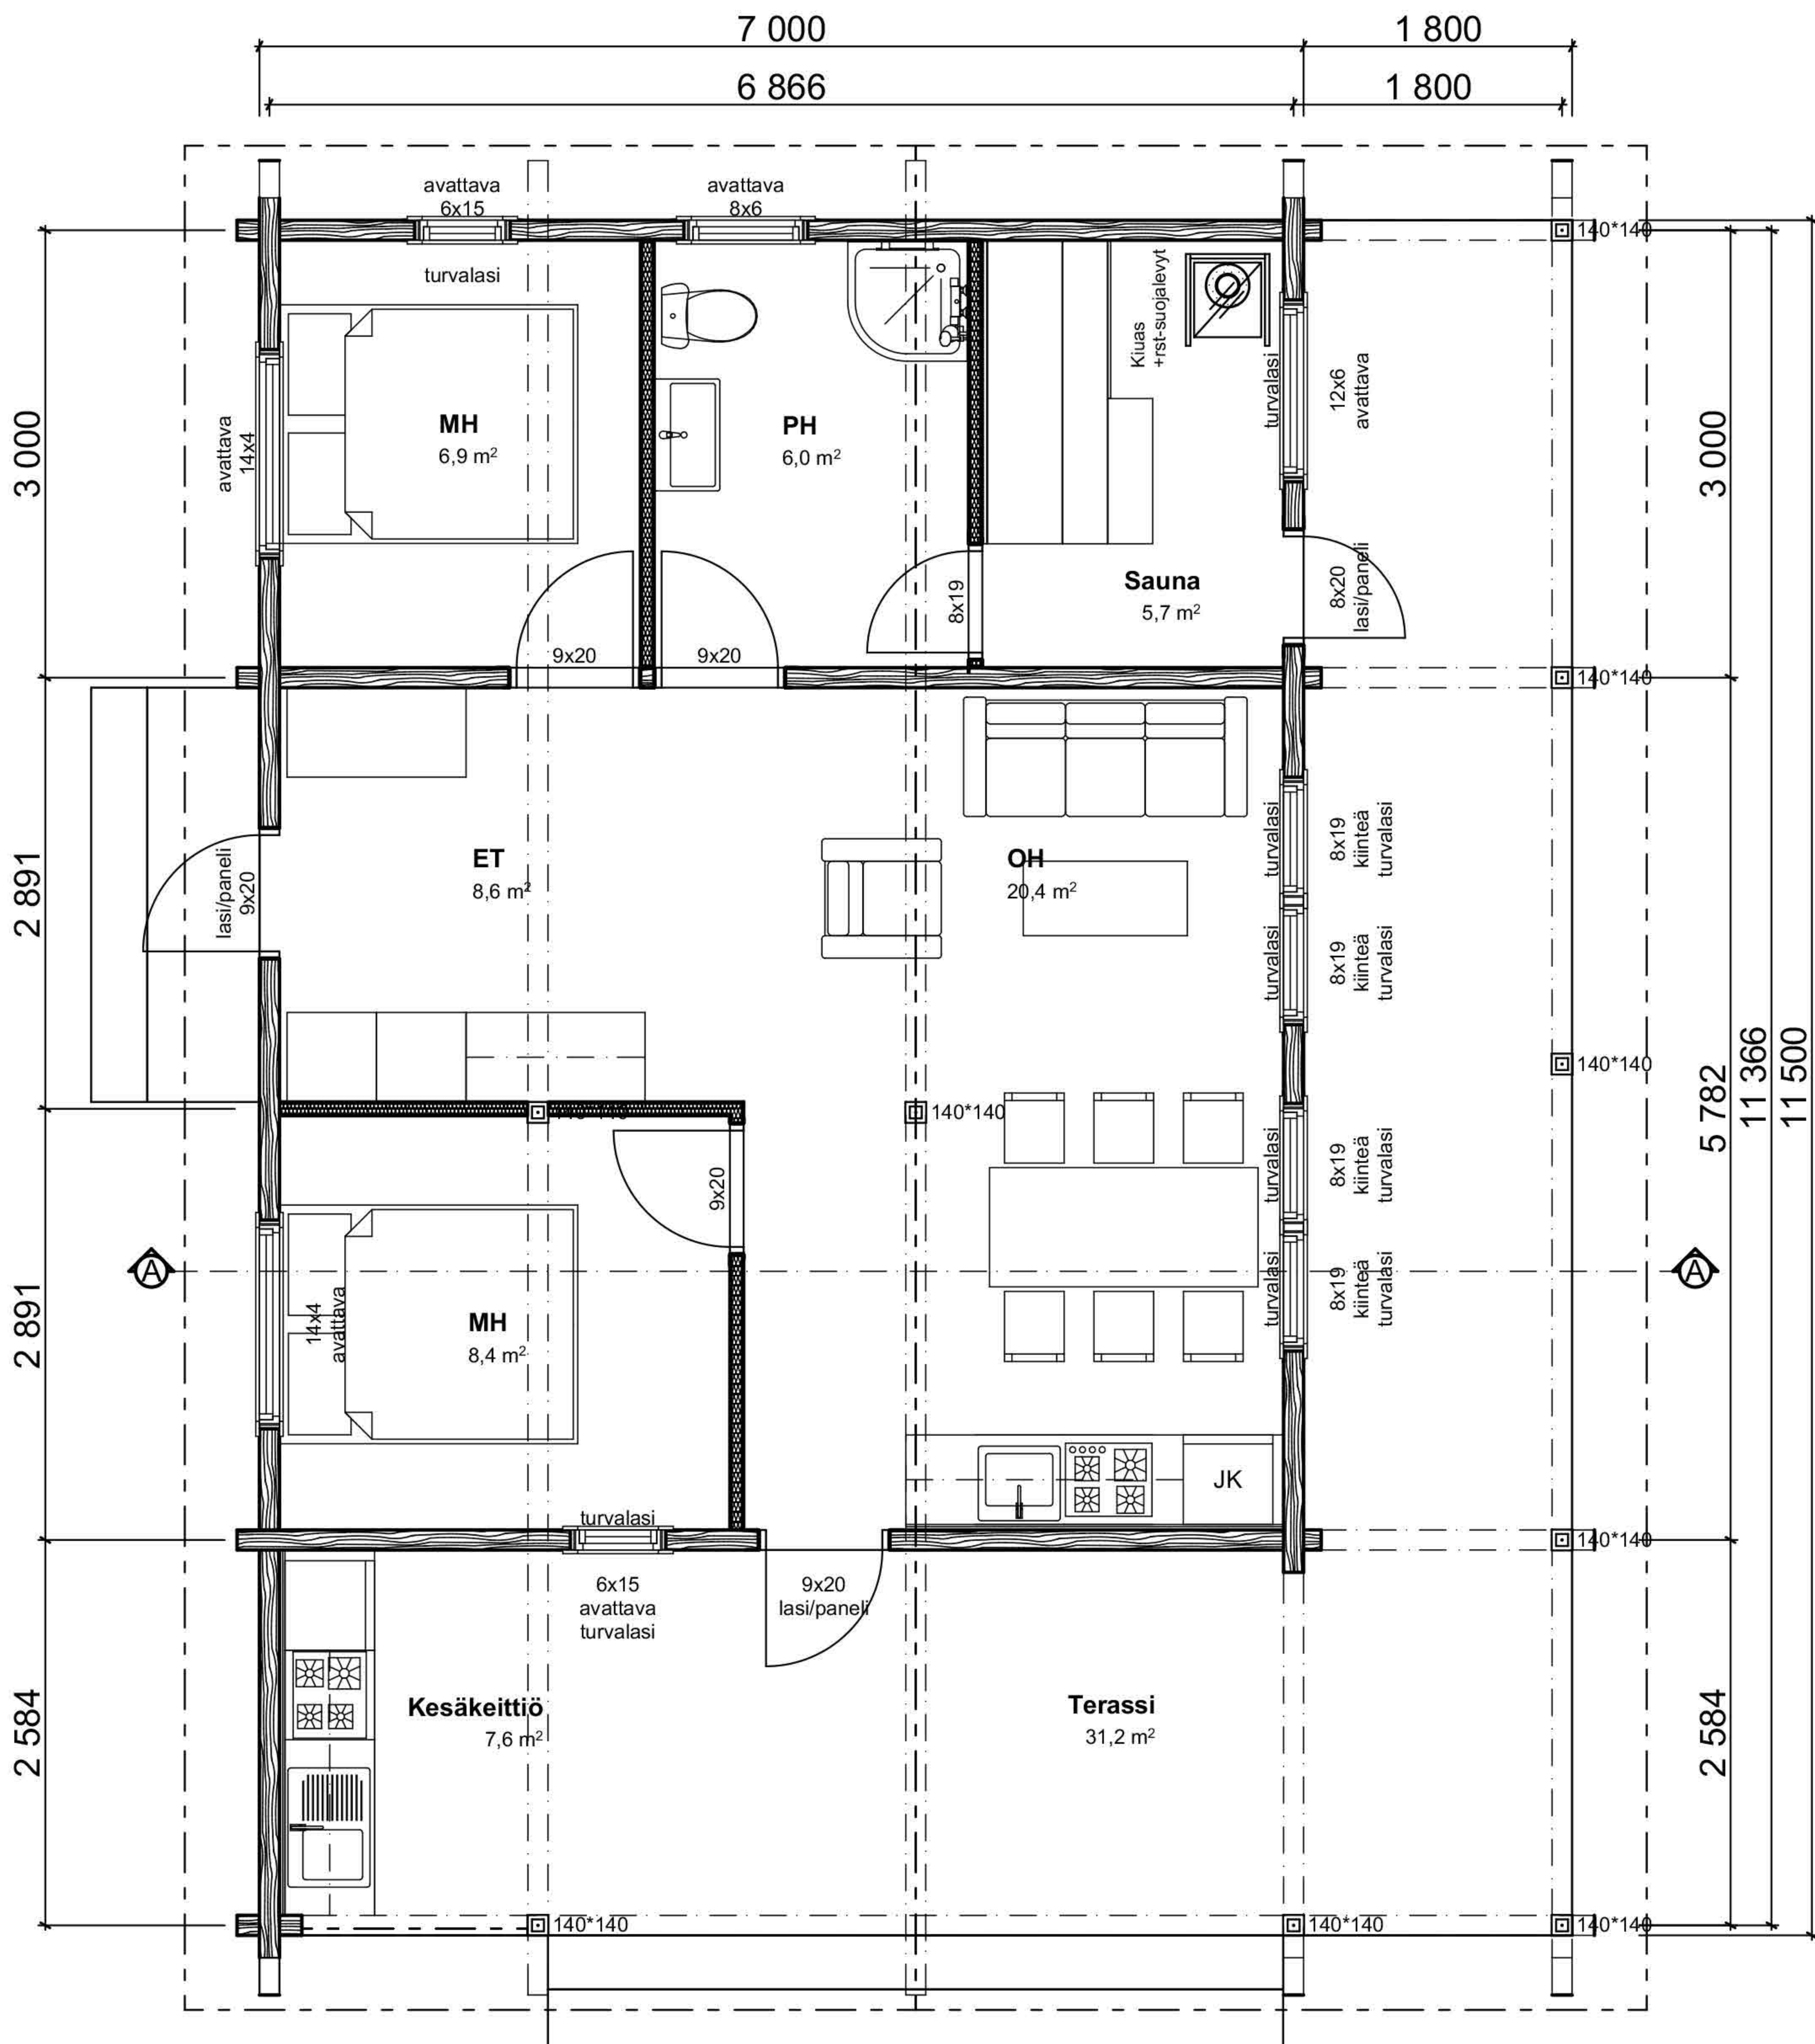 7 000
1 800
6 866
1 800
avattava
6x15
avattava
8x6
140*140
turvalasi
Kiuas
+rst-suojalevyt
turvalasi
12x6
avattava
avattava
14x4
3 000
MH
6,9 m²
PH
6,0 m²
3 000
Sauna
5,7 m²
8x19
8x20
lasi/paneli
9x20
9x20
140*140
turvalasi
8x19
kiinteä
turvalasi
2 891
lasi/paneli
9x20
ET
8,6 m²
OH
20,4 m²
turvalasi
8x19
kiinteä
turvalasi
140*140
140*140
140*140
5 782
11 366
11 500
9x20
turvalasi
8x19
kiinteä
turvalasi
A
A
2 891
14x4
avattava
MH
8,4 m²
turvalasi
8x19
kiinteä
turvalasi
JK
turvalasi
140*140
6x15
avattava
turvalasi
9x20
lasi/paneli
2 584
Kesäkeittiö
7,6 m²
Terassi
31,2 m²
2 584
140*140
140*140
140*140